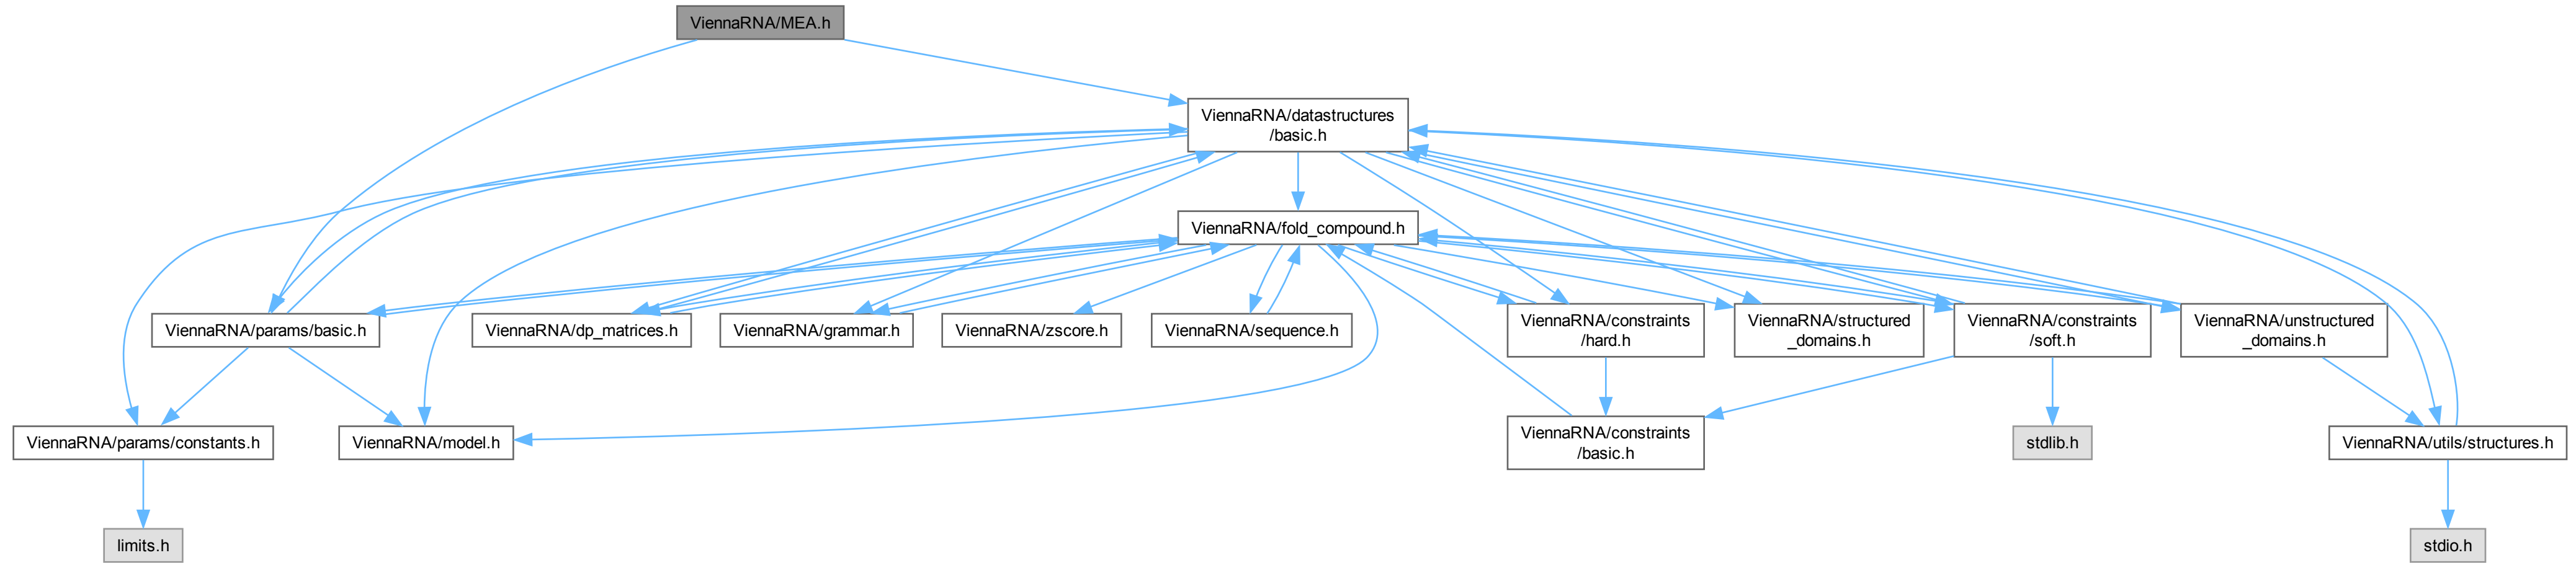 ViennaRNA/MEA.h
ViennaRNA/datastructures
/basic.h
ViennaRNA/fold_compound.h
ViennaRNA/params/basic.h
ViennaRNA/dp_matrices.h
ViennaRNA/grammar.h
ViennaRNA/zscore.h
ViennaRNA/sequence.h
ViennaRNA/constraints
/hard.h
ViennaRNA/structured
_domains.h
ViennaRNA/constraints
/soft.h
ViennaRNA/unstructured
_domains.h
ViennaRNA/params/constants.h
ViennaRNA/model.h
ViennaRNA/constraints
/basic.h
stdlib.h
ViennaRNA/utils/structures.h
limits.h
stdio.h